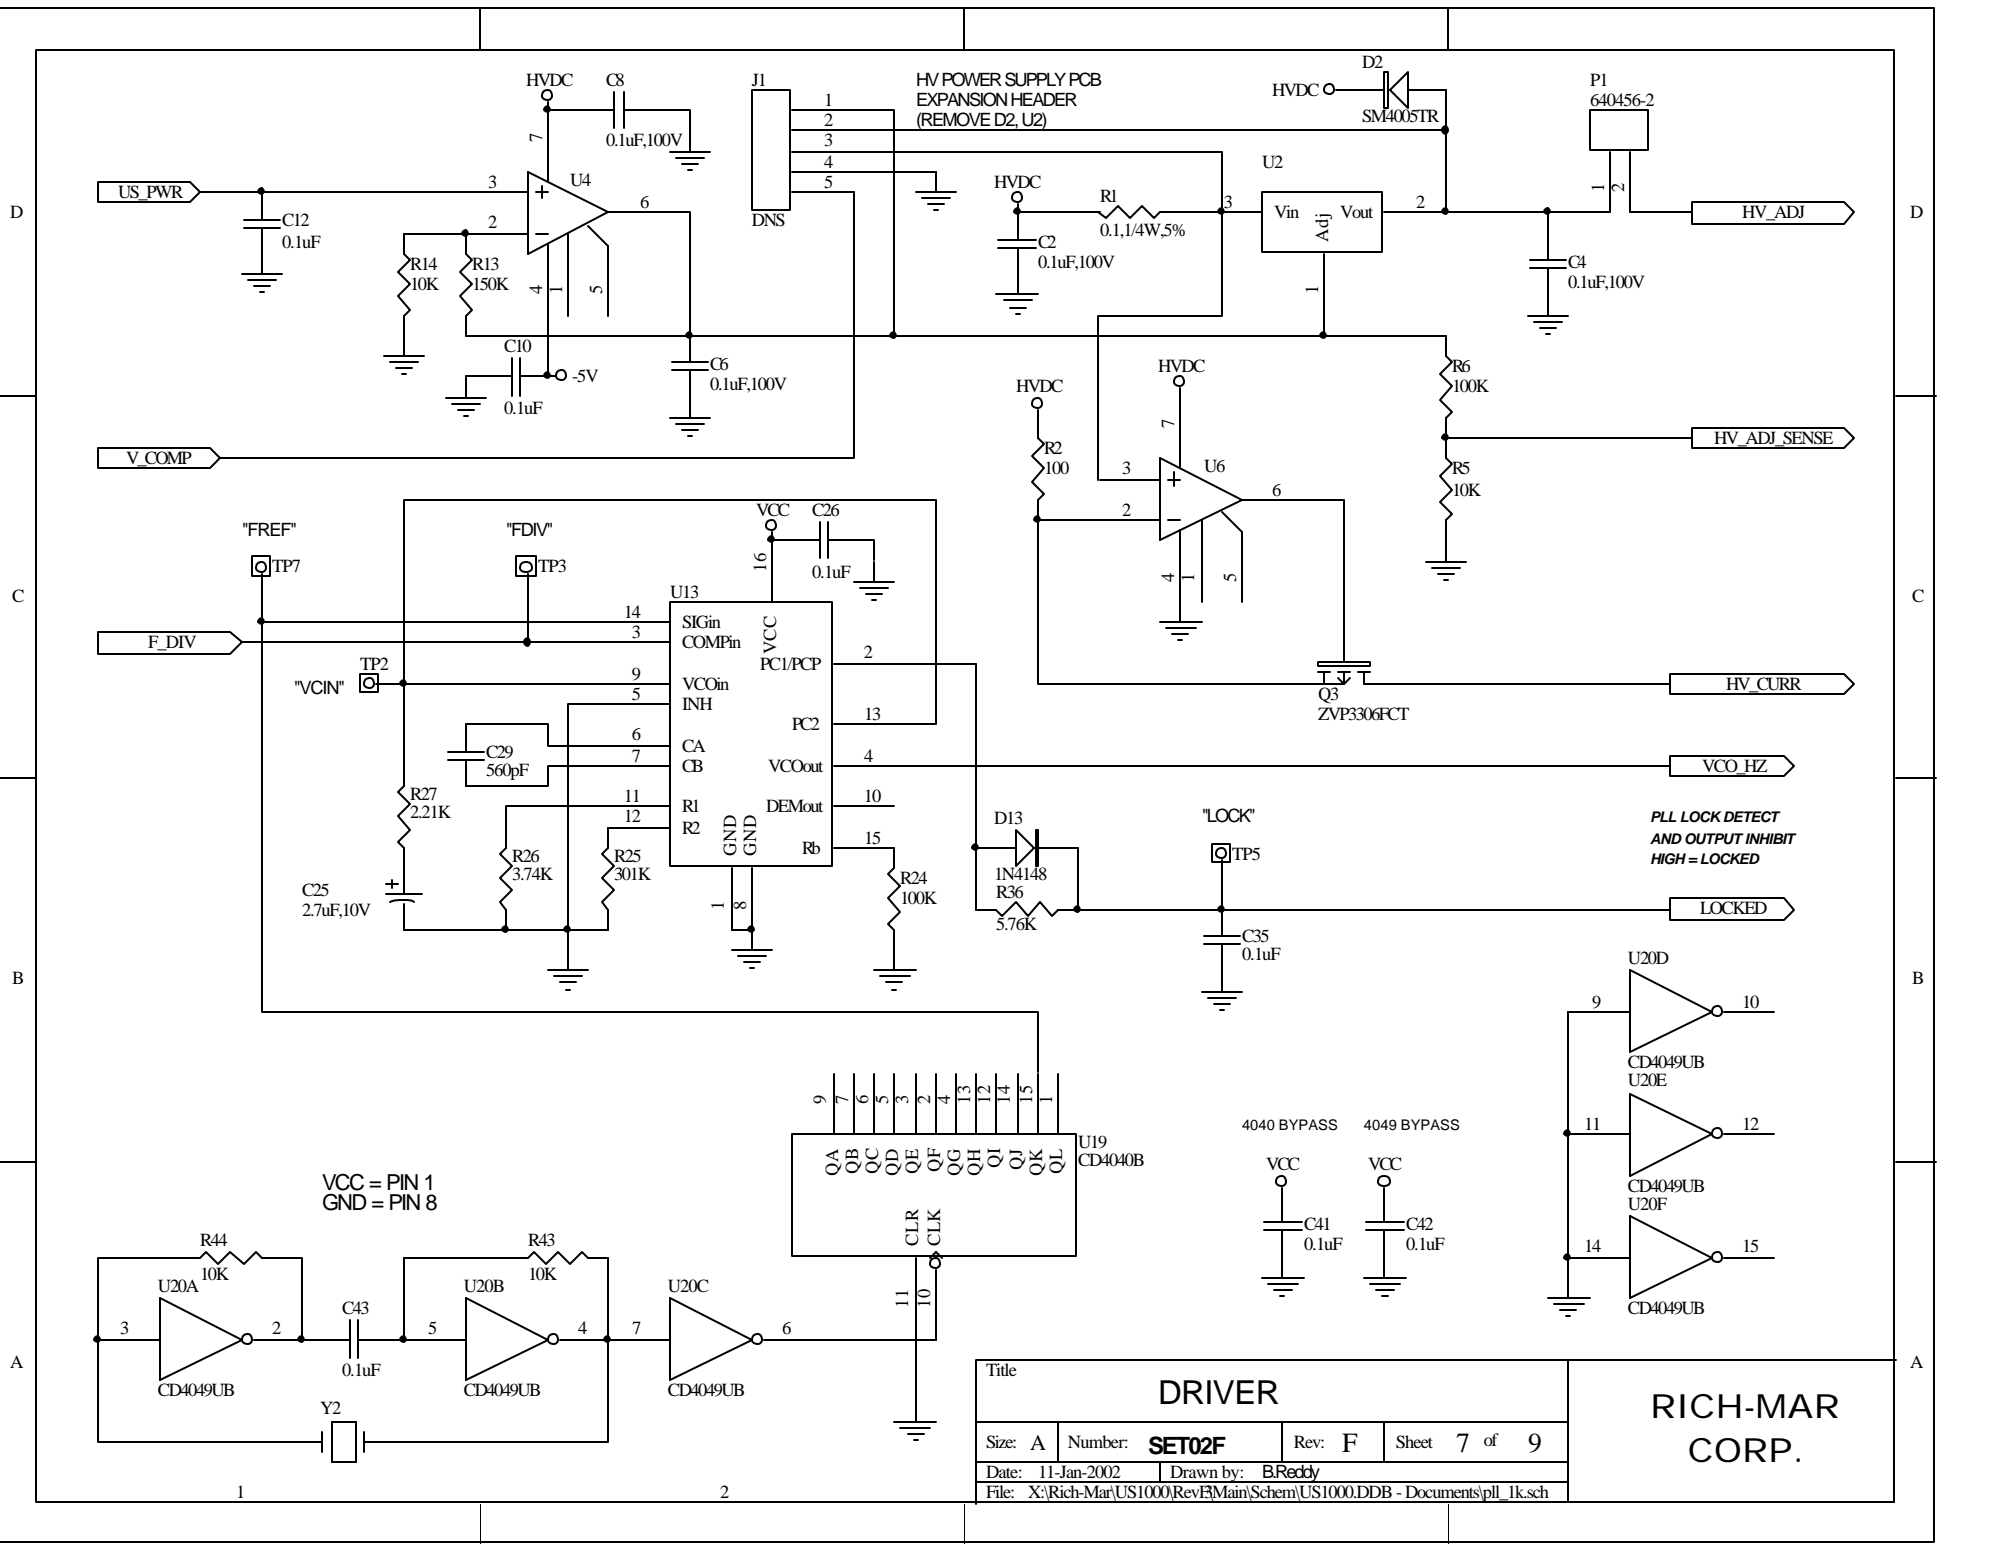 HVDC
C8
0.1uF,100V
7
J1
1
2
3
4
5
DNS
HV POWER SUPPLY PCB
EXPANSION HEADER
(REMOVE D2, U2)
D2
HVDC
SM4005TR
P1
640456-2
1
2
US_PWR
3
U4
6
2
C12
0.1uF
R14
10K
R13
150K
4
1
5
C10
0.1uF
-5V
C6
0.1uF,100V
HVDC
R1
0.1,1/4W,5%
C2
0.1uF,100V
3
U2
Vin
Vout
Adj
2
1
C4
0.1uF,100V
HV_ADJ
D
D
V_COMP
HVDC
R2
100
HVDC
7
3
U6
6
2
4
1
5
R6
100K
HV_ADJ_SENSE
R5
10K
"FREF"
TP7
"FDIV"
TP3
VCC
C26
0.1uF
16
U13
C
C
F_DIV
14
SIGin
3
COMPin
VCC
PC1/PCP
2
TP2
"VCIN"
9
VCOin
5
INH
PC2
13
6
CA
7
CB
VCOout
4
C29
560pF
11
R1
12
R2
DEMout
10
GND
GND
Rb
15
1
8
R27
2.21K
C25
+
2.7uF,10V
R26
3.74K
R25
301K
R24
100K
Q3
ZVP3306FCT
HV_CURR
VCO_HZ
D13
1N4148
R36
5.76K
"LOCK"
TP5
PLL LOCK DETECT
AND OUTPUT INHIBIT
HIGH = LOCKED
LOCKED
C35
0.1uF
B
B
U20D
9
10
CD4049UB
U20E
11
12
CD4049UB
U20F
14
15
CD4049UB
9
7
6
5
3
2
4
13
12
14
15
1
QA
QB
QC
QD
QE
QF
QG
QH
QI
QJ
QK
QL
U19
CD4040B
CLR
CLK
11
10
4040 BYPASS
4049 BYPASS
VCC
VCC
C41
0.1uF
C42
0.1uF
VCC = PIN 1
GND = PIN 8
R44
10K
U20A
3
2
CD4049UB
C43
0.1uF
R43
10K
U20B
5
4
CD4049UB
U20C
7
6
CD4049UB
Y2
A
A
Title
DRIVER
Size: A
Number: SET02F
Rev: F
Sheet 7 of 9
Date: 11-Jan-2002
Drawn by: B.Reddy
File: X:\Rich-Mar\US1000\RevE\Main\Schem\US1000.DDB - Documents\pll_1k.sch
RICH-MAR
CORP.
1
2